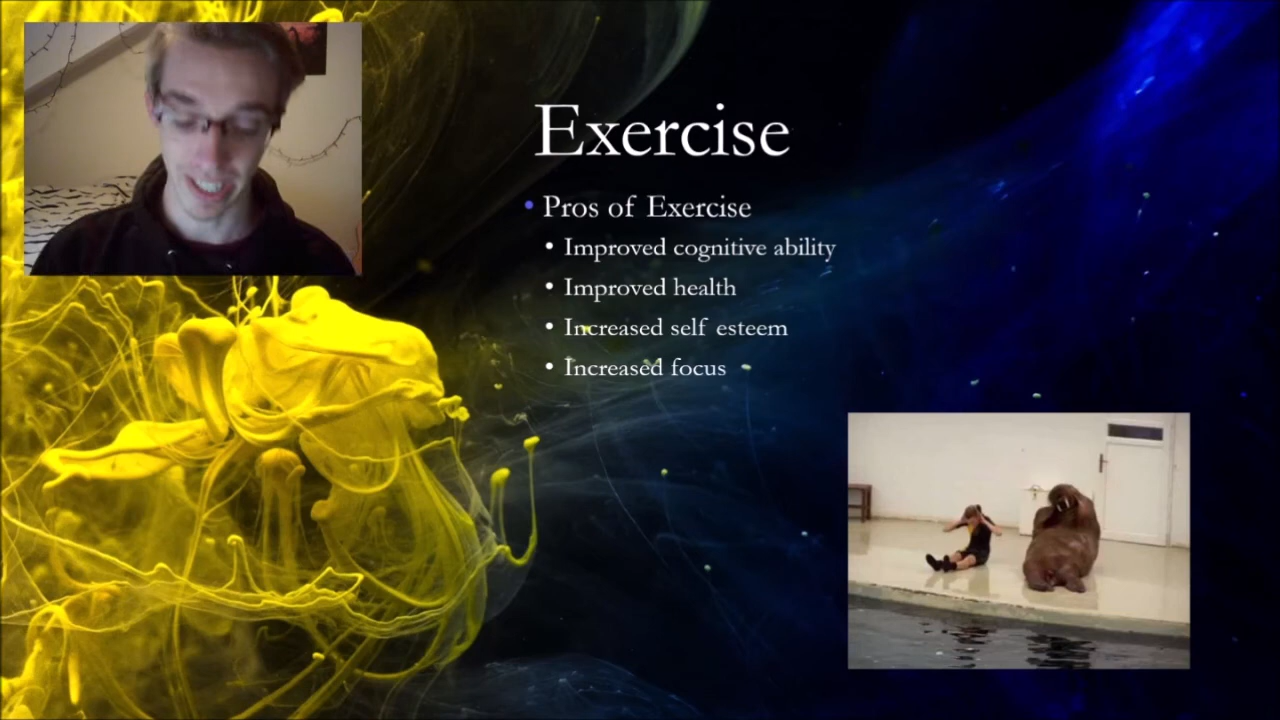 Exercise
Pros of Exercise
Improved cognitive ability
Improved health
Increased self esteem
Increased focus